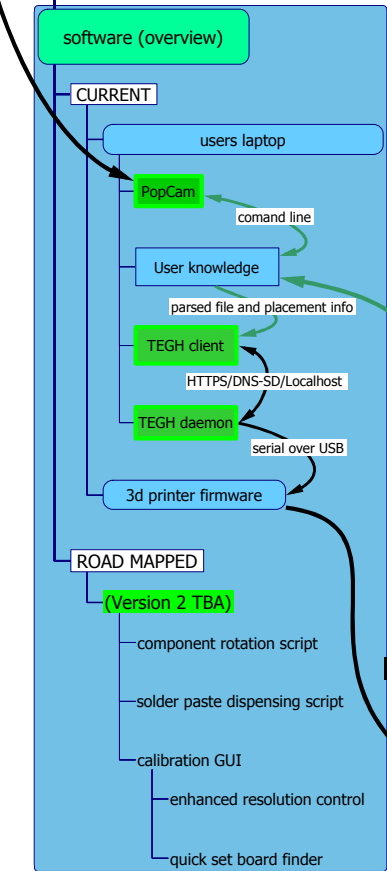 software (overview)
CURRENT
users laptop
PopCam
comand line
User knowledge
parsed file and placement info
TEGH client
HTTPS/DNS-SD/Localhost
TEGH daemon
serial over USB
3d printer firmware
ROAD MAPPED
(Version 2 TBA)
component rotation script
solder paste dispensing script
calibration GUI
enhanced resolution control
quick set board finder